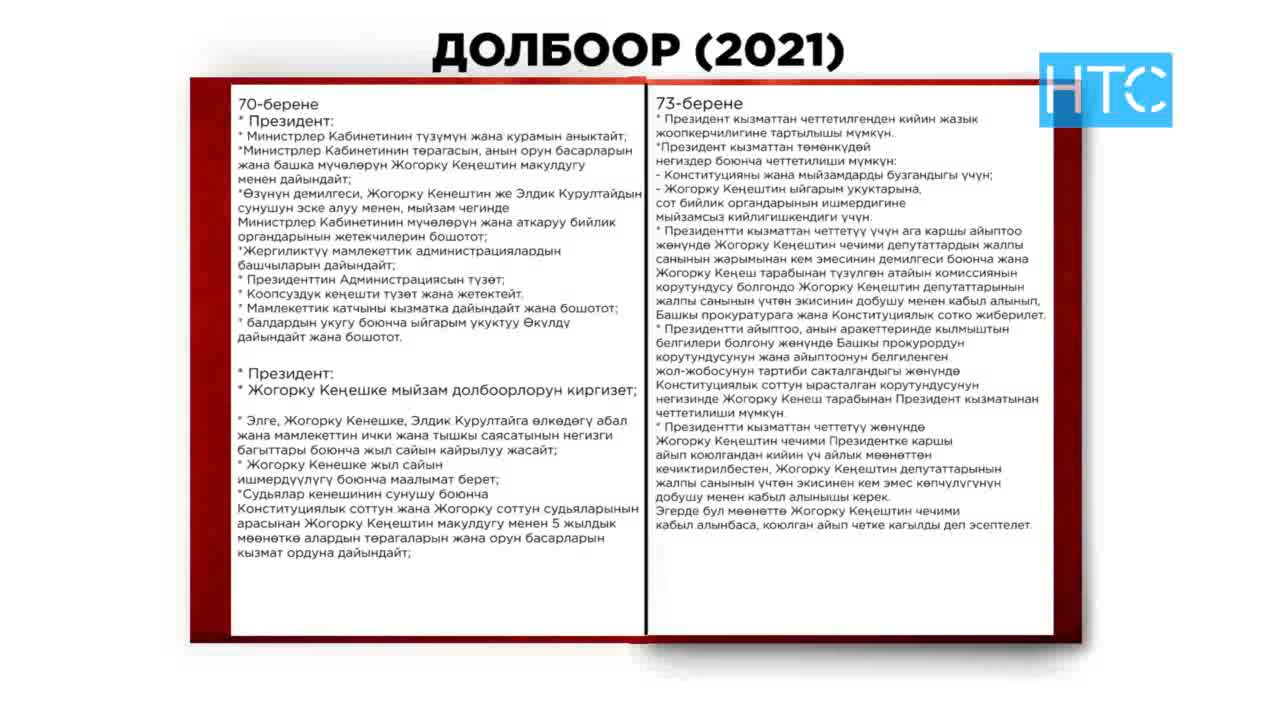 ДОЛБООР (2021)
НТС
70-берене
* Президент:
* Министрлер Кабинетинин түзүмүн жана курамын аныктайт;
*Министрлер Кабинетинин төрагасын, анын орун басарларын
жана башка мүчөлөрүн Жогорку Кеңештин макулдугу
менен дайындайт;
*Өзүнүн демилгеси, Жогорку Кенештин же Элдик Курултайдын
сунушун эске алуу менен, мыйзам чегинде
Министрлер Кабинетинин мүчөлөрүн жана аткаруу бийлик
органдарынын жетекчилерин бошотот;
*Жергиликтүү мамлекеттик администрациялардын
башчыларын дайындайт;
* Президенттин Администрациясын түзөт;
* Коопсуздук кеңешти түзөт жана жетектейт.
* Мамлекеттик катчыны кызматка дайындайт жана бошотот;
* балдардын укугу боюнча ыйгарым укуктуу Өкүлдү
дайындайт жана бошотот.
* Президент:
* Жогорку Кеңешке мыйзам долбоорлорун киргизет;
* Элге, Жогорку Кенешке, Элдик Курултайга өлкөдөгү абал
жана мамлекеттин ички жана тышкы саясатынын негизги
багыттары боюнча жыл сайын кайрылуу жасайт;
* Жогорку Кенешке жыл сайын
ишмердүүлүгү боюнча маалымат берет;
*Судьялар кенешинин сунушу боюнча
Конституциялык соттун жана Жогорку соттун судьяларынын
арасынан Жогорку Кеңештин макулдугу менен 5 жылдык
мөөнөткө алардын төрагаларын жана орун басарларын
кызмат ордуна дайындайт;
73-берене
* Президент кызматтан четтетилгенден кийин жазык
жоопкерчилигине тартылышы мүмкүн.
*Президент кызматтан төмөнкүдөй
негиздер боюнча четтетилиши мүмкүн:
- Конституцияны жана мыйзамдарды бузгандыгы үчүн;
- Жогорку Кеңештин ыйгарым укуктарына,
сот бийлик органдарынын ишмердигине
мыйзамсыз кийлигишкендиги үчүн.
* Президентти кызматтан четтетүү үчүн ага каршы айыптоо
жөнүндө Жогорку Кеңештин чечими депутаттардын жалпы
санынын жарымынан кем эмесинин демилгеси боюнча жана
Жогорку Кеңеш тарабынан түзүлгөн атайын комиссиянын
корутундусу болгондо Жогорку Кеңештин депутаттарынын
жалпы санынын үчтөн экисинин добушу менен кабыл алынып,
Башкы прокуратурага жана Конституциялык сотко жиберилет.
* Президентти айыптоо, анын аракеттеринде кылмыштын
белгилери болгону жөнүндө Башкы прокурордун
корутундусунун жана айыптоонун белгиленген
жол-жобосунун тартиби сакталгандыгы жөнүндө
Конституциялык соттун ырасталган корутундусунун
негизинде Жогорку Кенеш тарабынан Президент кызматынан
четтетилиши мүмкүн.
* Президентти кызматтан четтетүү жөнүндө
Жогорку Кеңештин чечими Президентке каршы
айып коюлгандан кийин үч айлык мөөнөттөн
кечиктирилбестен, Жогорку Кеңештин депутаттарынын
жалпы санынын үчтөн экисинен кем эмес көпчүлүгүнүн
добушу менен кабыл алынышы керек.
Эгерде бул мөөнөттө Жогорку Кеңештин чечими
кабыл алынбаса, коюлган айып четке кагылды деп эсептелет.